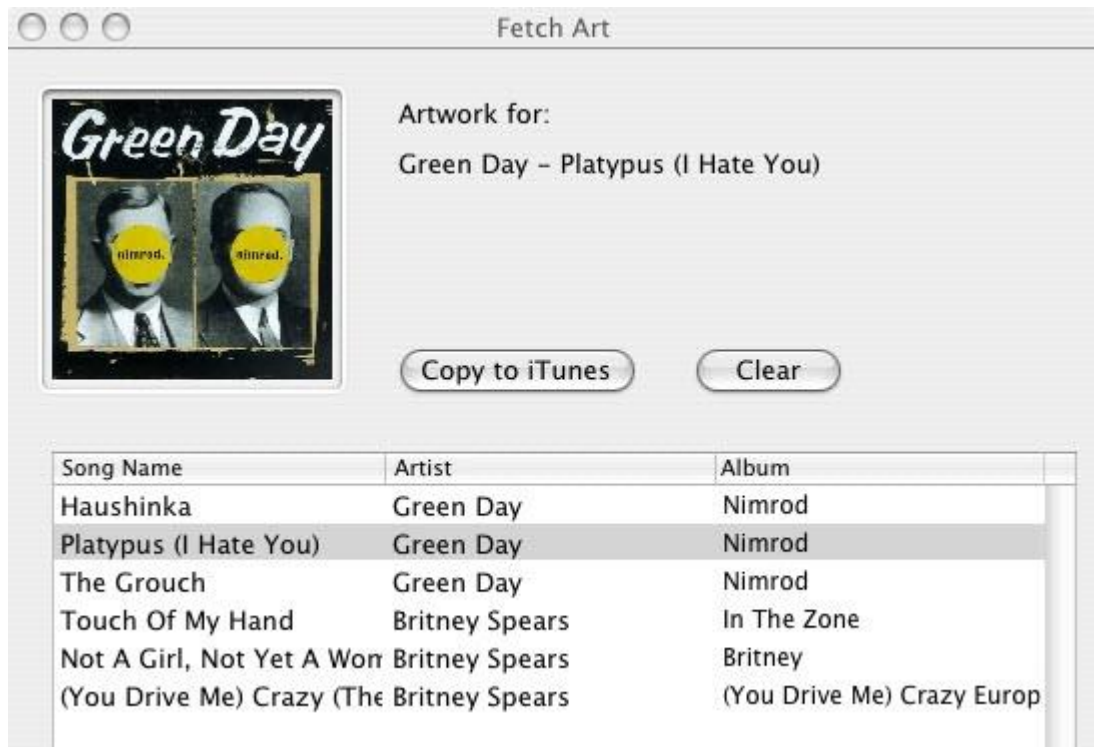 Fetch Art
Green Day
nimrod. nimrod.
Artwork for:
Green Day – Platypus (I Hate You)
Copy to iTunes Clear
Song Name Artist Album
Haushinka Green Day Nimrod
Platypus (I Hate You) Green Day Nimrod
The Grouch Green Day Nimrod
Touch Of My Hand Britney Spears In The Zone
Not A Girl, Not Yet A Wom Britney Spears Britney
(You Drive Me) Crazy (The Britney Spears (You Drive Me) Crazy Europ